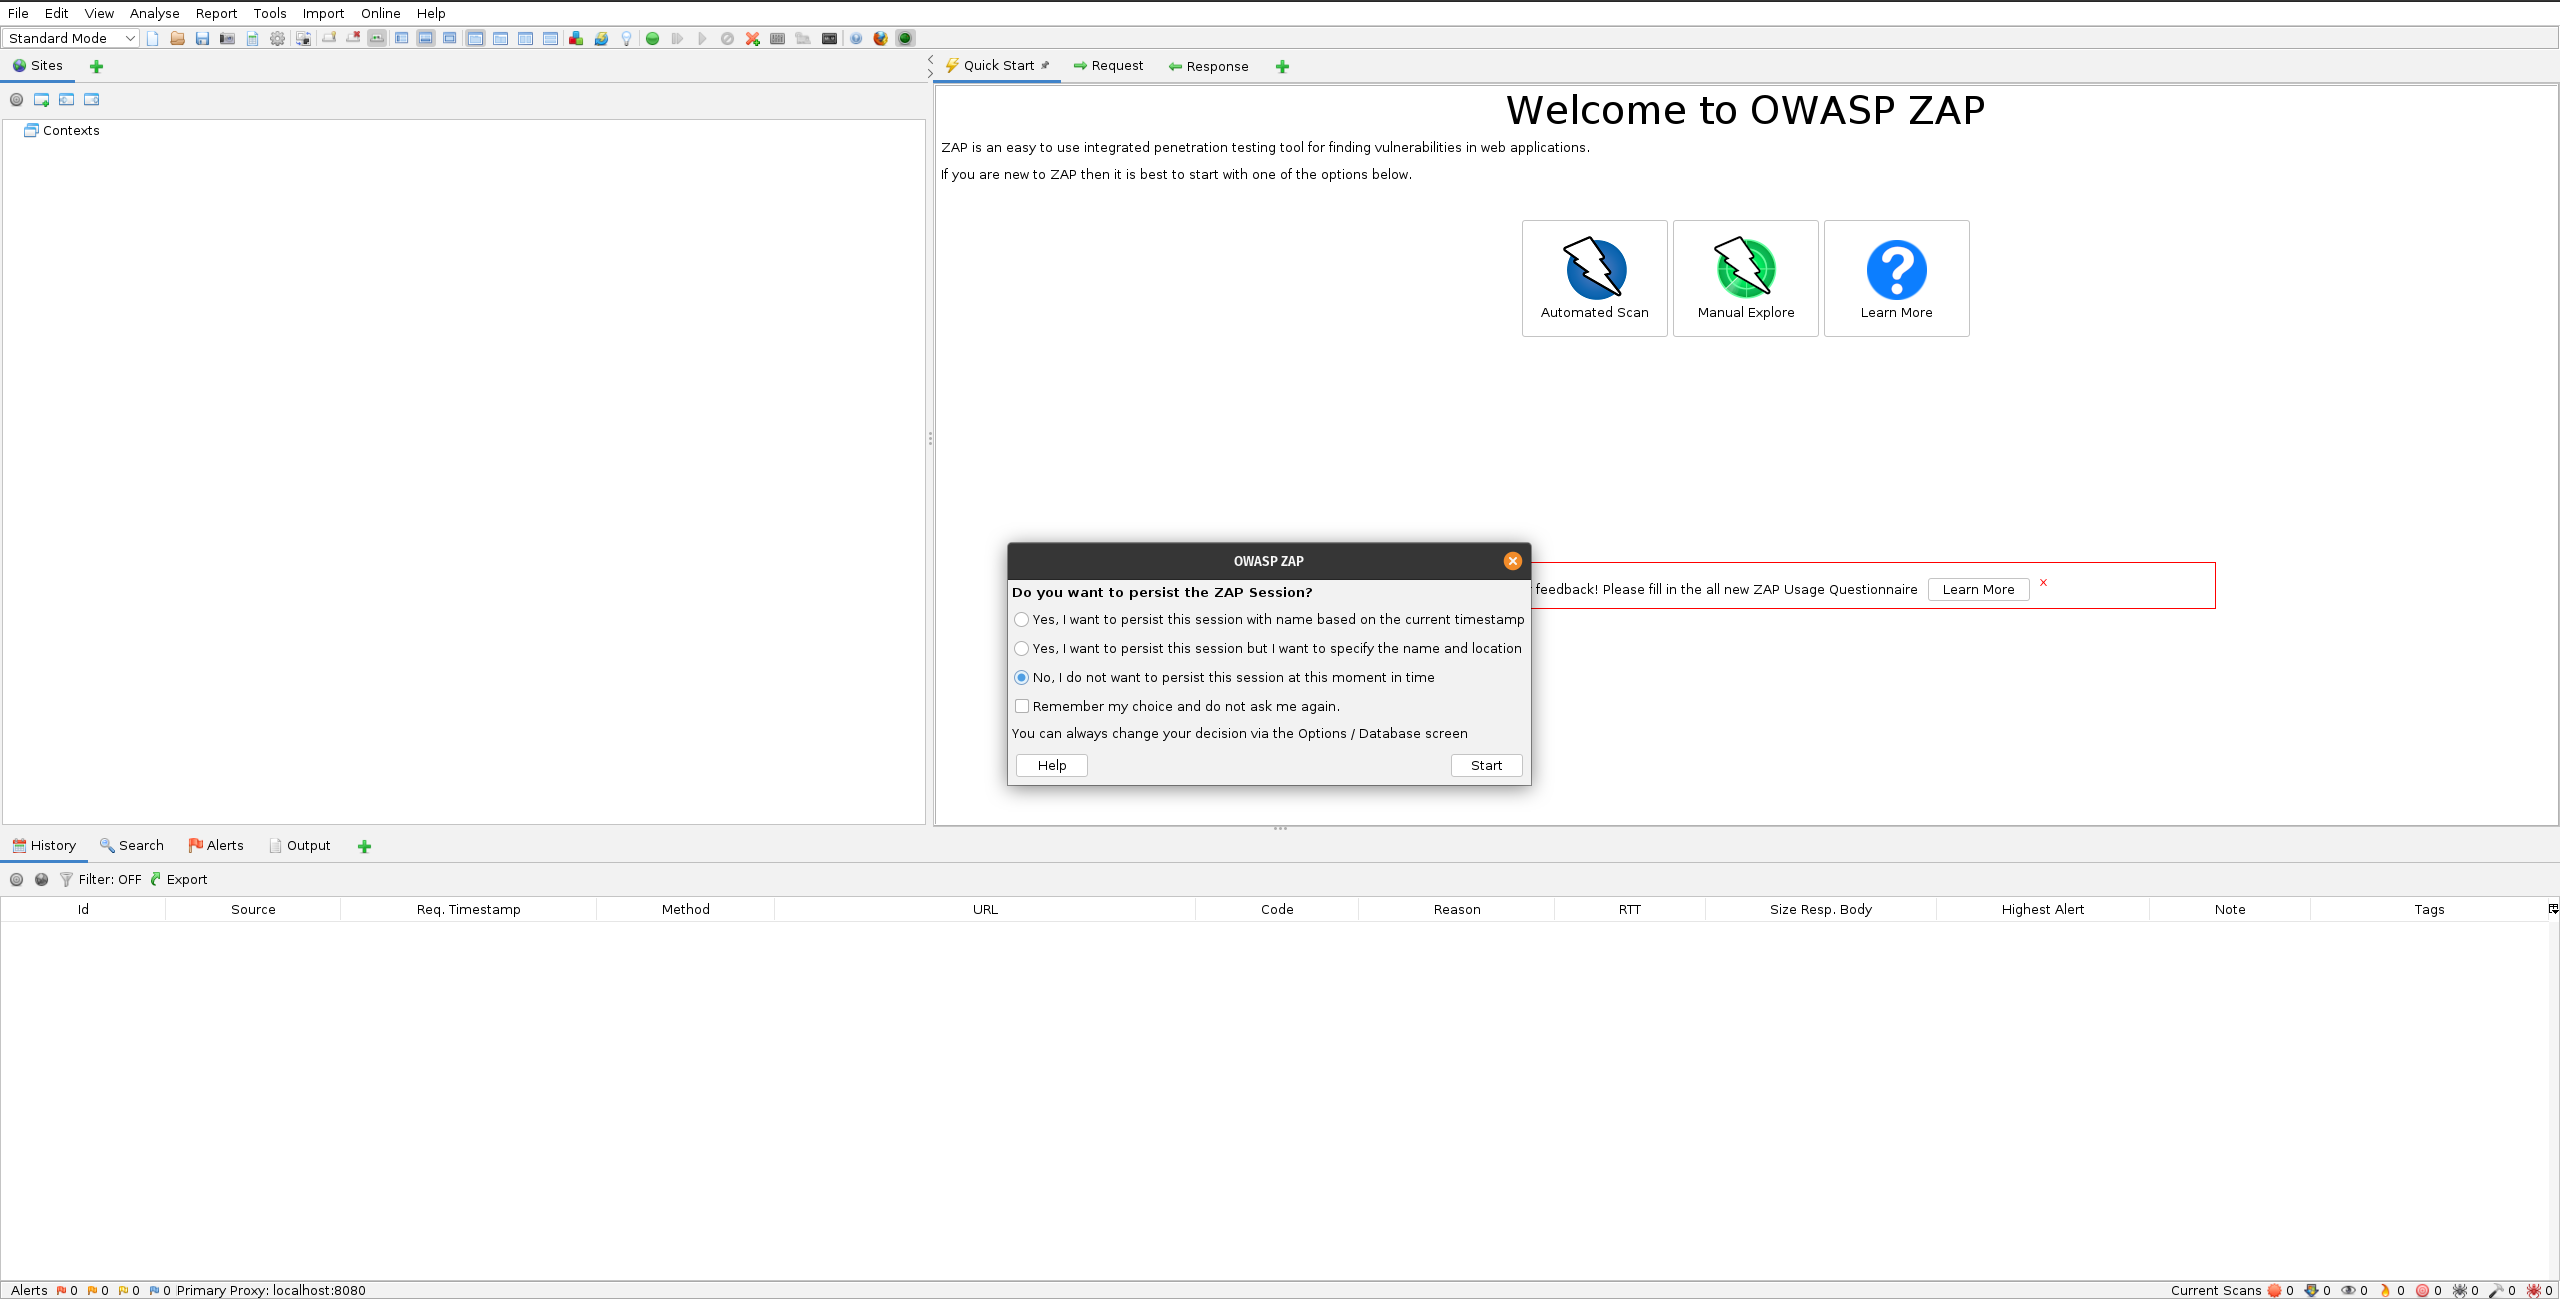 File Edit View Analyse Report Tools Import Online Help
Standard Mode
Sites
Quick Start Request Response
Contexts
Welcome to OWASP ZAP
ZAP is an easy to use integrated penetration testing tool for finding vulnerabilities in web applications.
If you are new to ZAP then it is best to start with one of the options below.
Automated Scan Manual Explore Learn More
feedback! Please fill in the all new ZAP Usage Questionnaire Learn More x
OWASP ZAP
Do you want to persist the ZAP Session?
Yes, I want to persist this session with name based on the current timestamp
Yes, I want to persist this session but I want to specify the name and location
No, I do not want to persist this session at this moment in time
Remember my choice and do not ask me again.
You can always change your decision via the Options / Database screen
Help Start
History Search Alerts Output
Filter: OFF Export
Id Source Req. Timestamp Method URL Code Reason RTT Size Resp. Body Highest Alert Note Tags
Alerts 0 0 0 0 Primary Proxy: localhost:8080 Current Scans 0 0 0 0 0 0 0 0